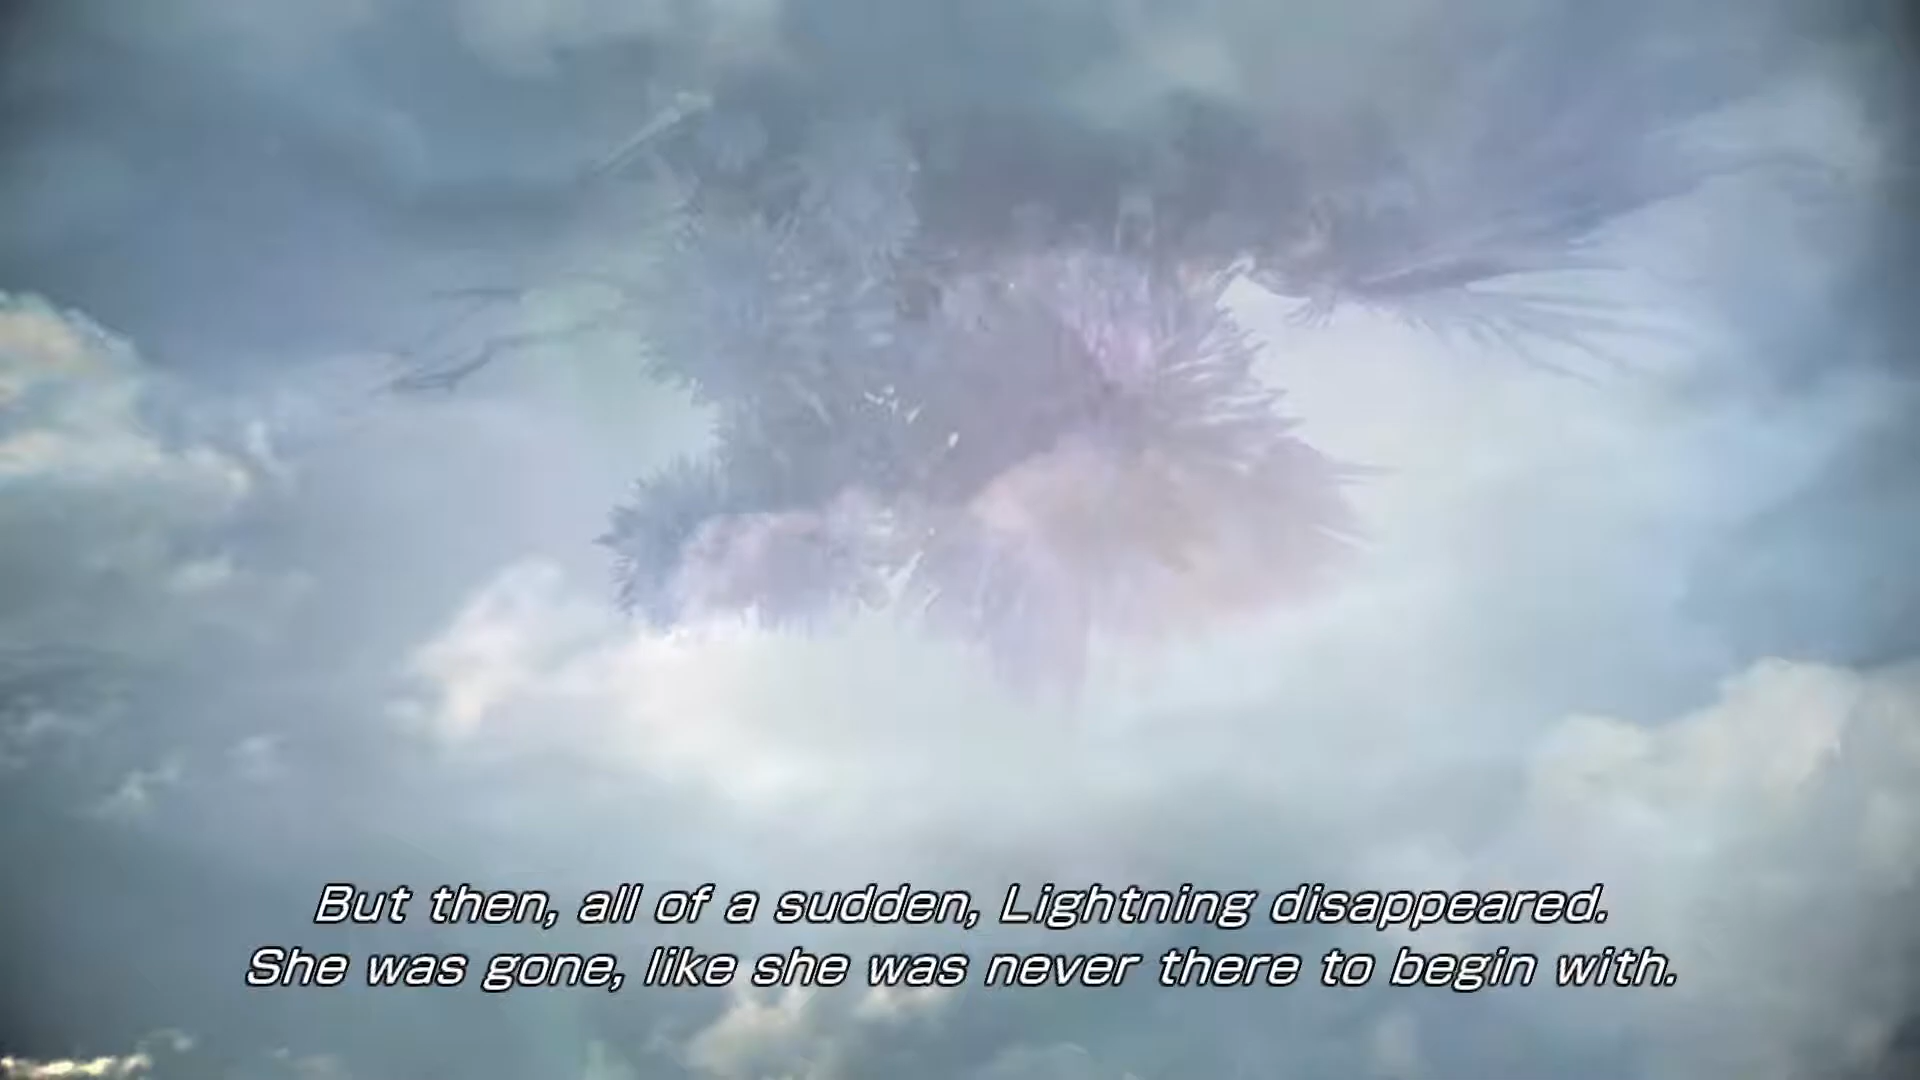 But then, all of a sudden, Lightning disappeared.
She was gone, like she was never there to begin with.